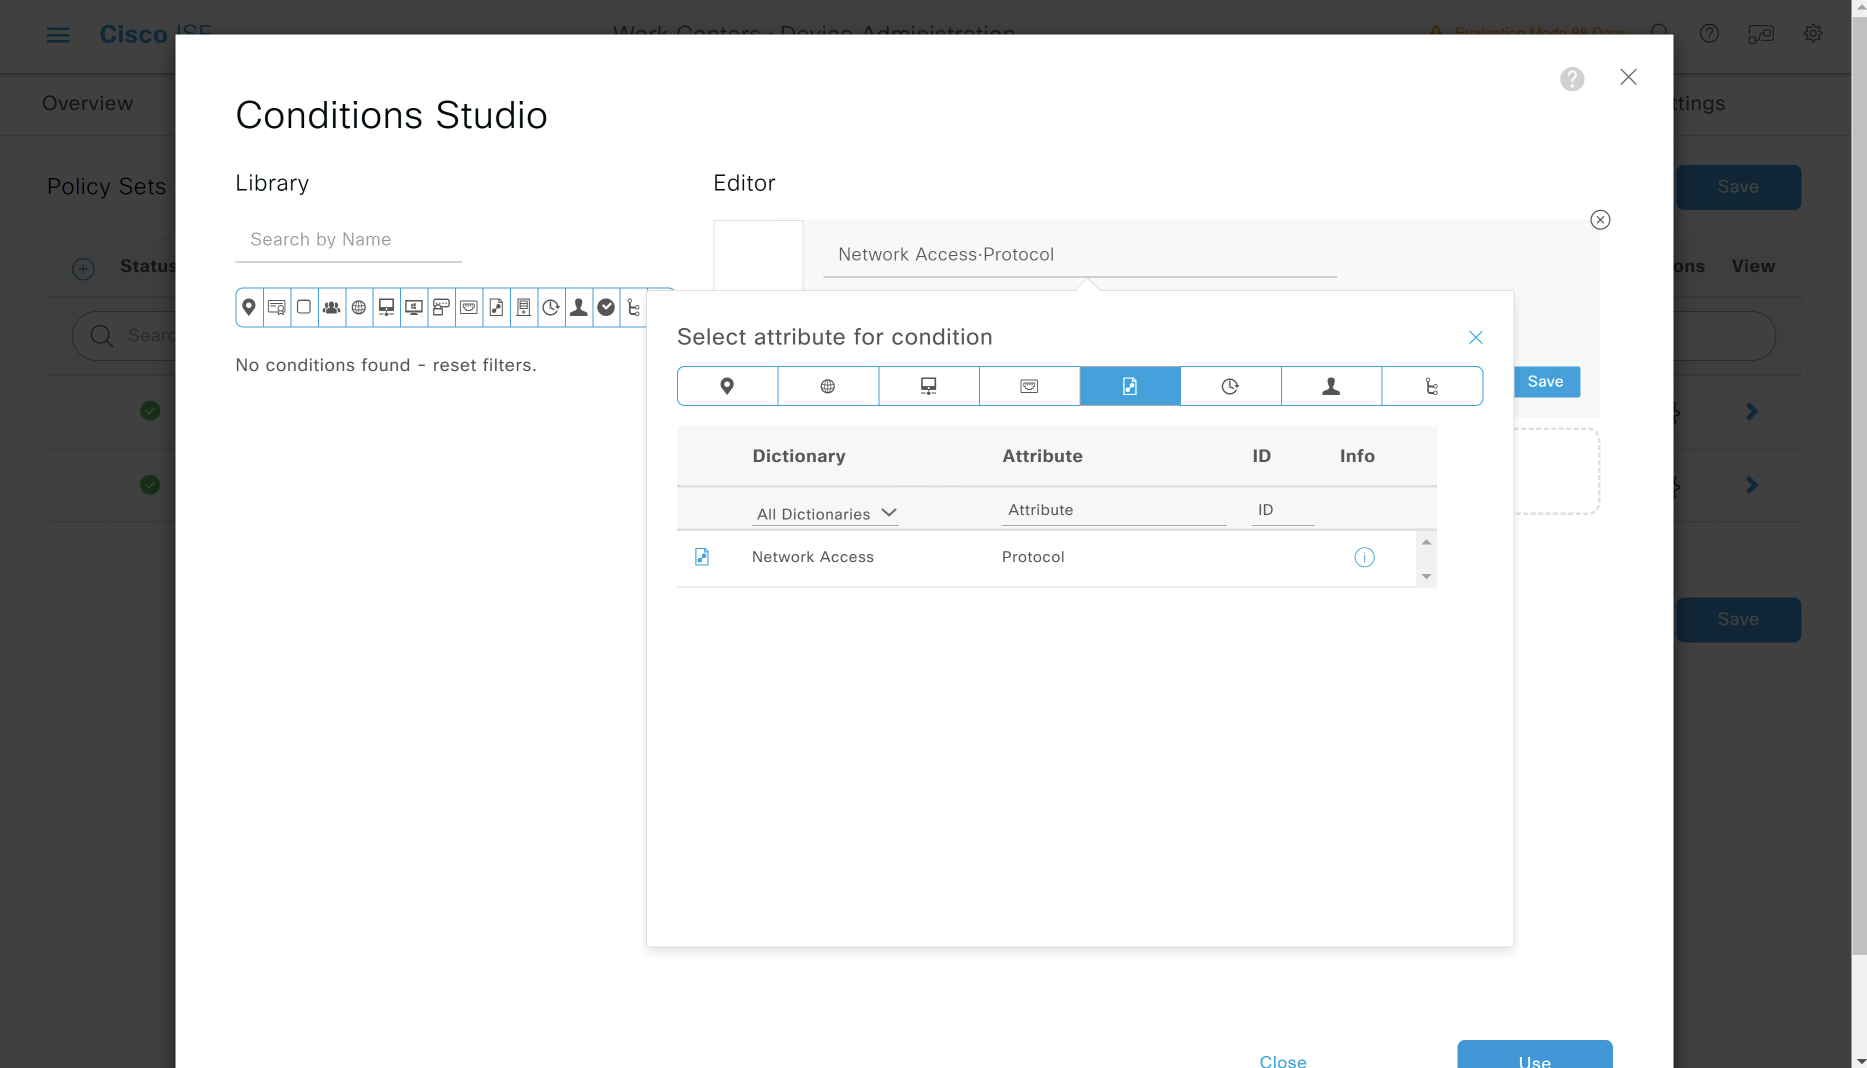 Cisco ISE
Work Centers · Device Administration
Evaluation Mode 88 Days
Overview
ttings
Conditions Studio
Policy Sets
Library
Editor
Save
Search by Name
Network Access·Protocol
Status
ons
View
Searc
Select attribute for condition
No conditions found - reset filters.
Save
Dictionary
Attribute
ID
Info
All Dictionaries
Attribute
ID
Network Access
Protocol
Save
Close
Use